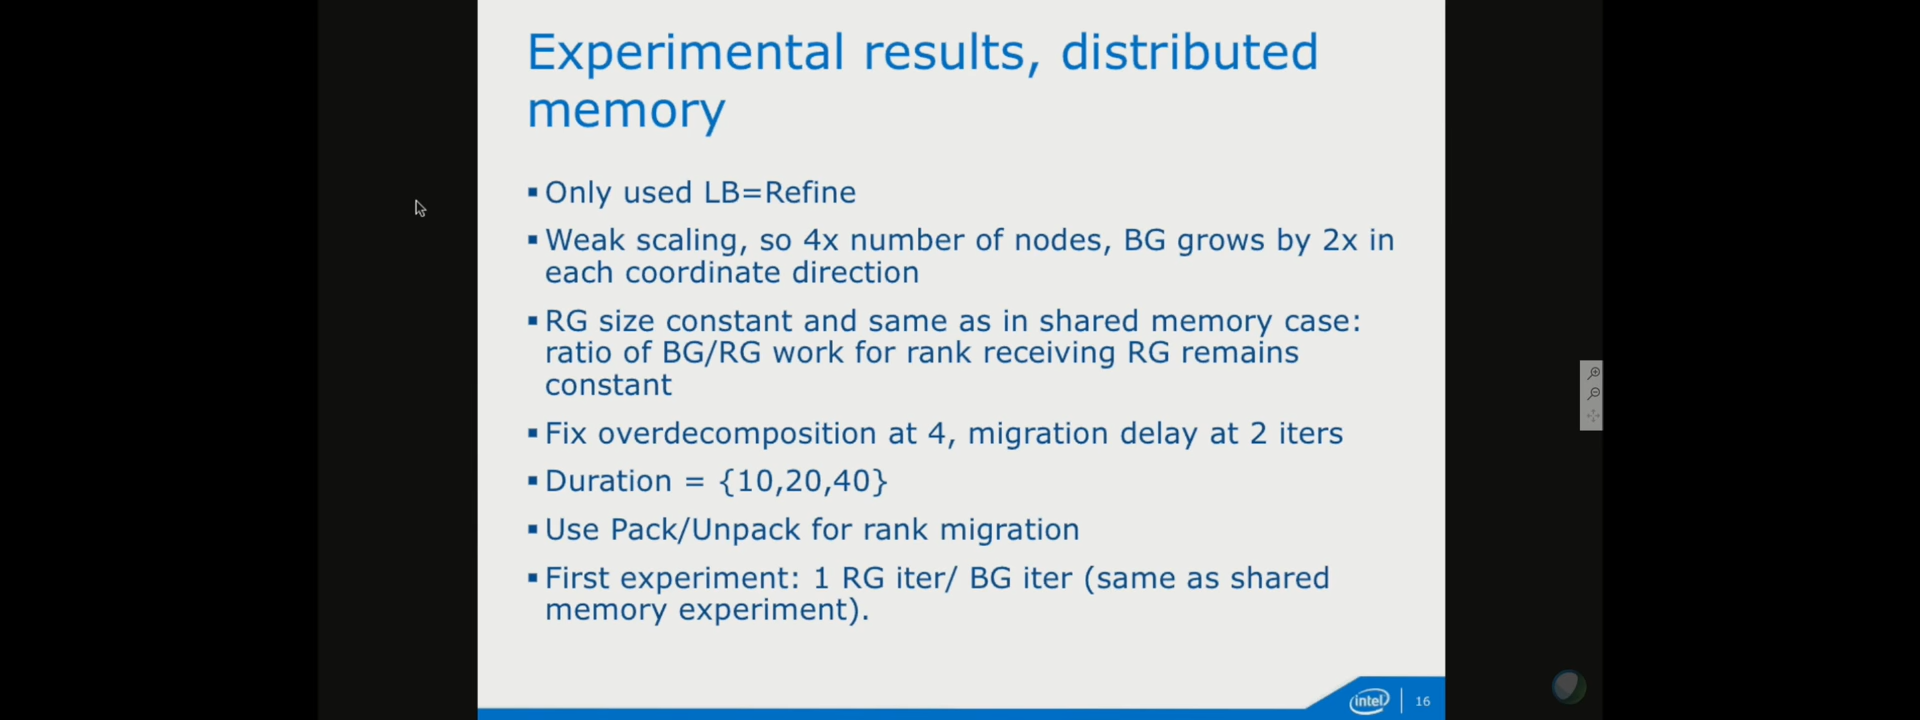 Experimental results, distributed
memory
▪Only used LB=Refine
▪Weak scaling, so 4x number of nodes, BG grows by 2x in
each coordinate direction
▪RG size constant and same as in shared memory case:
ratio of BG/RG work for rank receiving RG remains
constant
▪Fix overdecomposition at 4, migration delay at 2 iters
▪Duration = {10,20,40}
▪Use Pack/Unpack for rank migration
▪First experiment: 1 RG iter/ BG iter (same as shared
memory experiment).
intel
16